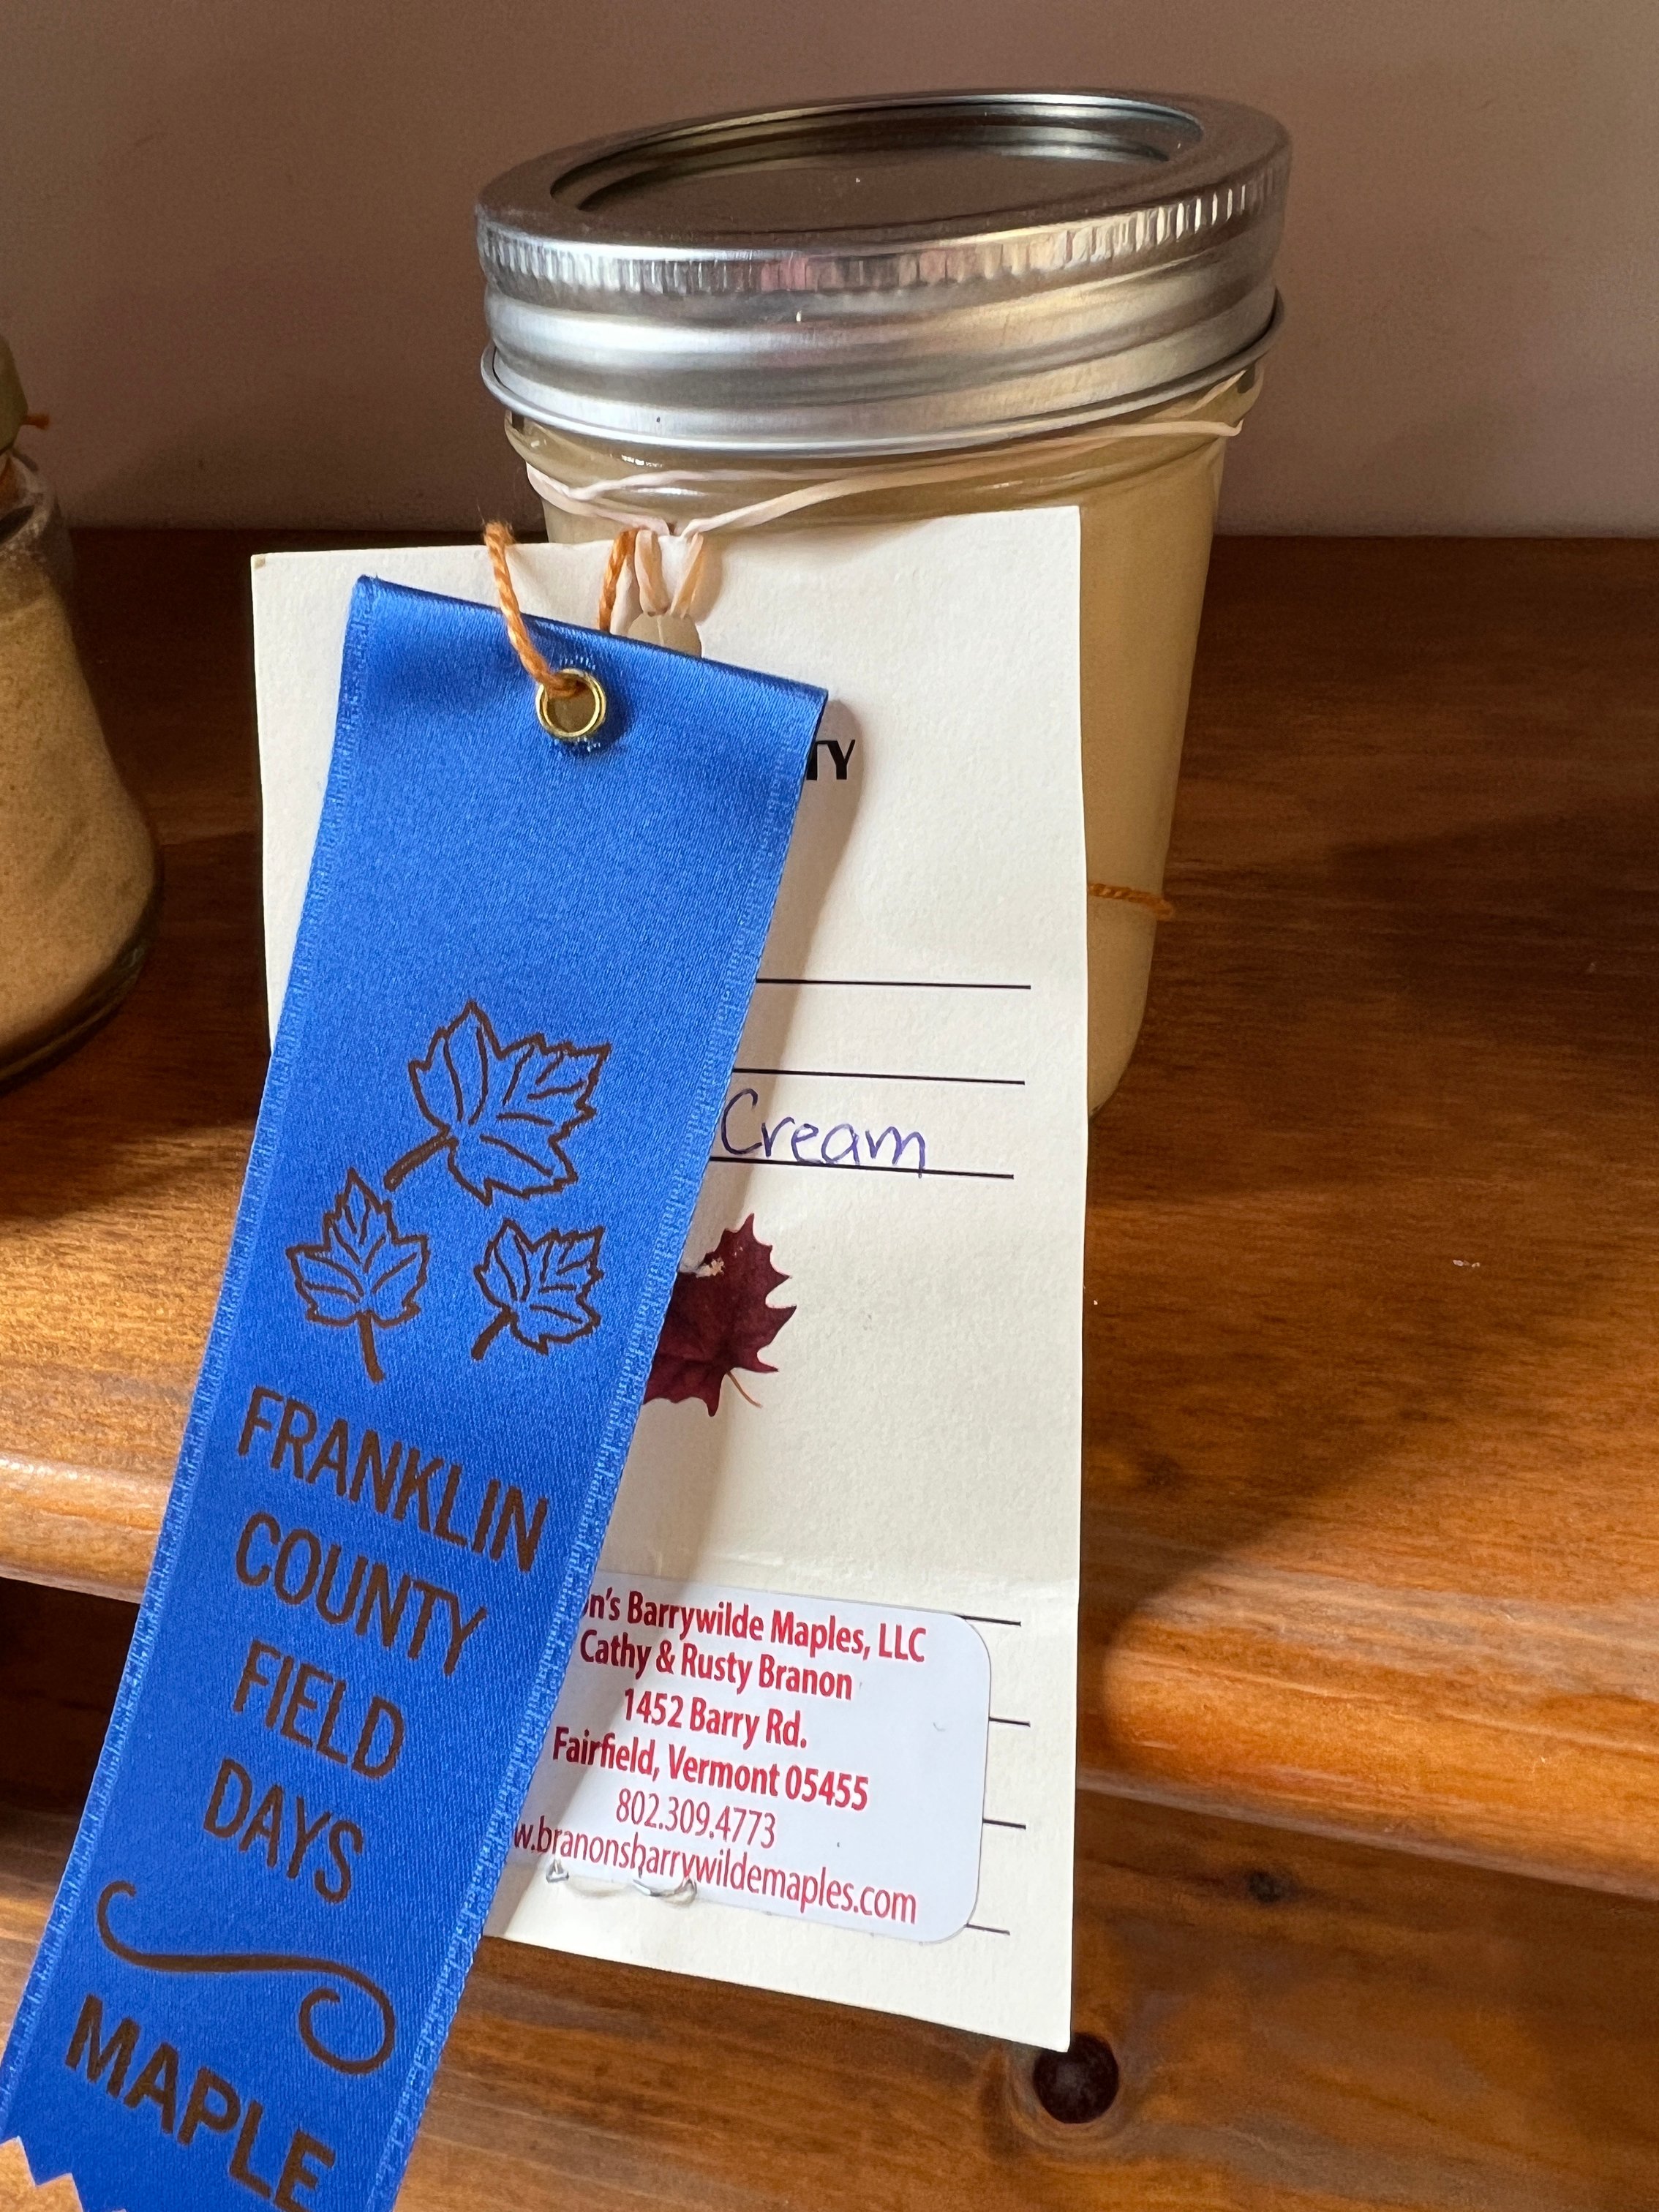 TY
Cream
FRANKLIN
COUNTY
FIELD
DAYS
MAPLE
n's Barrywilde Maples, LLC
Cathy & Rusty Branon
1452 Barry Rd.
Fairfield, Vermont 05455
802.309.4773
w.branonsbarrywildemaples.com